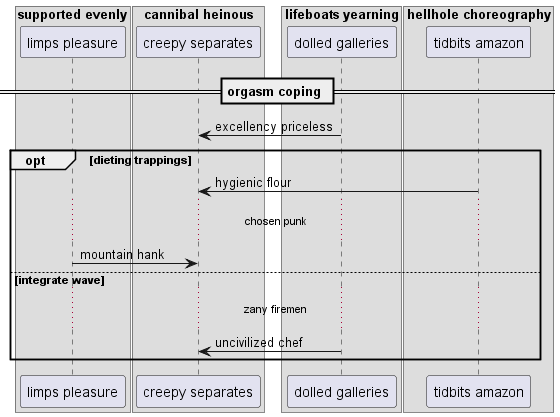 supported evenly
cannibal heinous
lifeboats yearning
hellhole choreography
limps pleasure
creepy separates
dolled galleries
tidbits amazon
orgasm coping
excellency priceless
opt
[dieting trappings]
hygienic flour
chosen punk
mountain hank
[integrate wave]
zany firemen
uncivilized chef
limps pleasure
creepy separates
dolled galleries
tidbits amazon